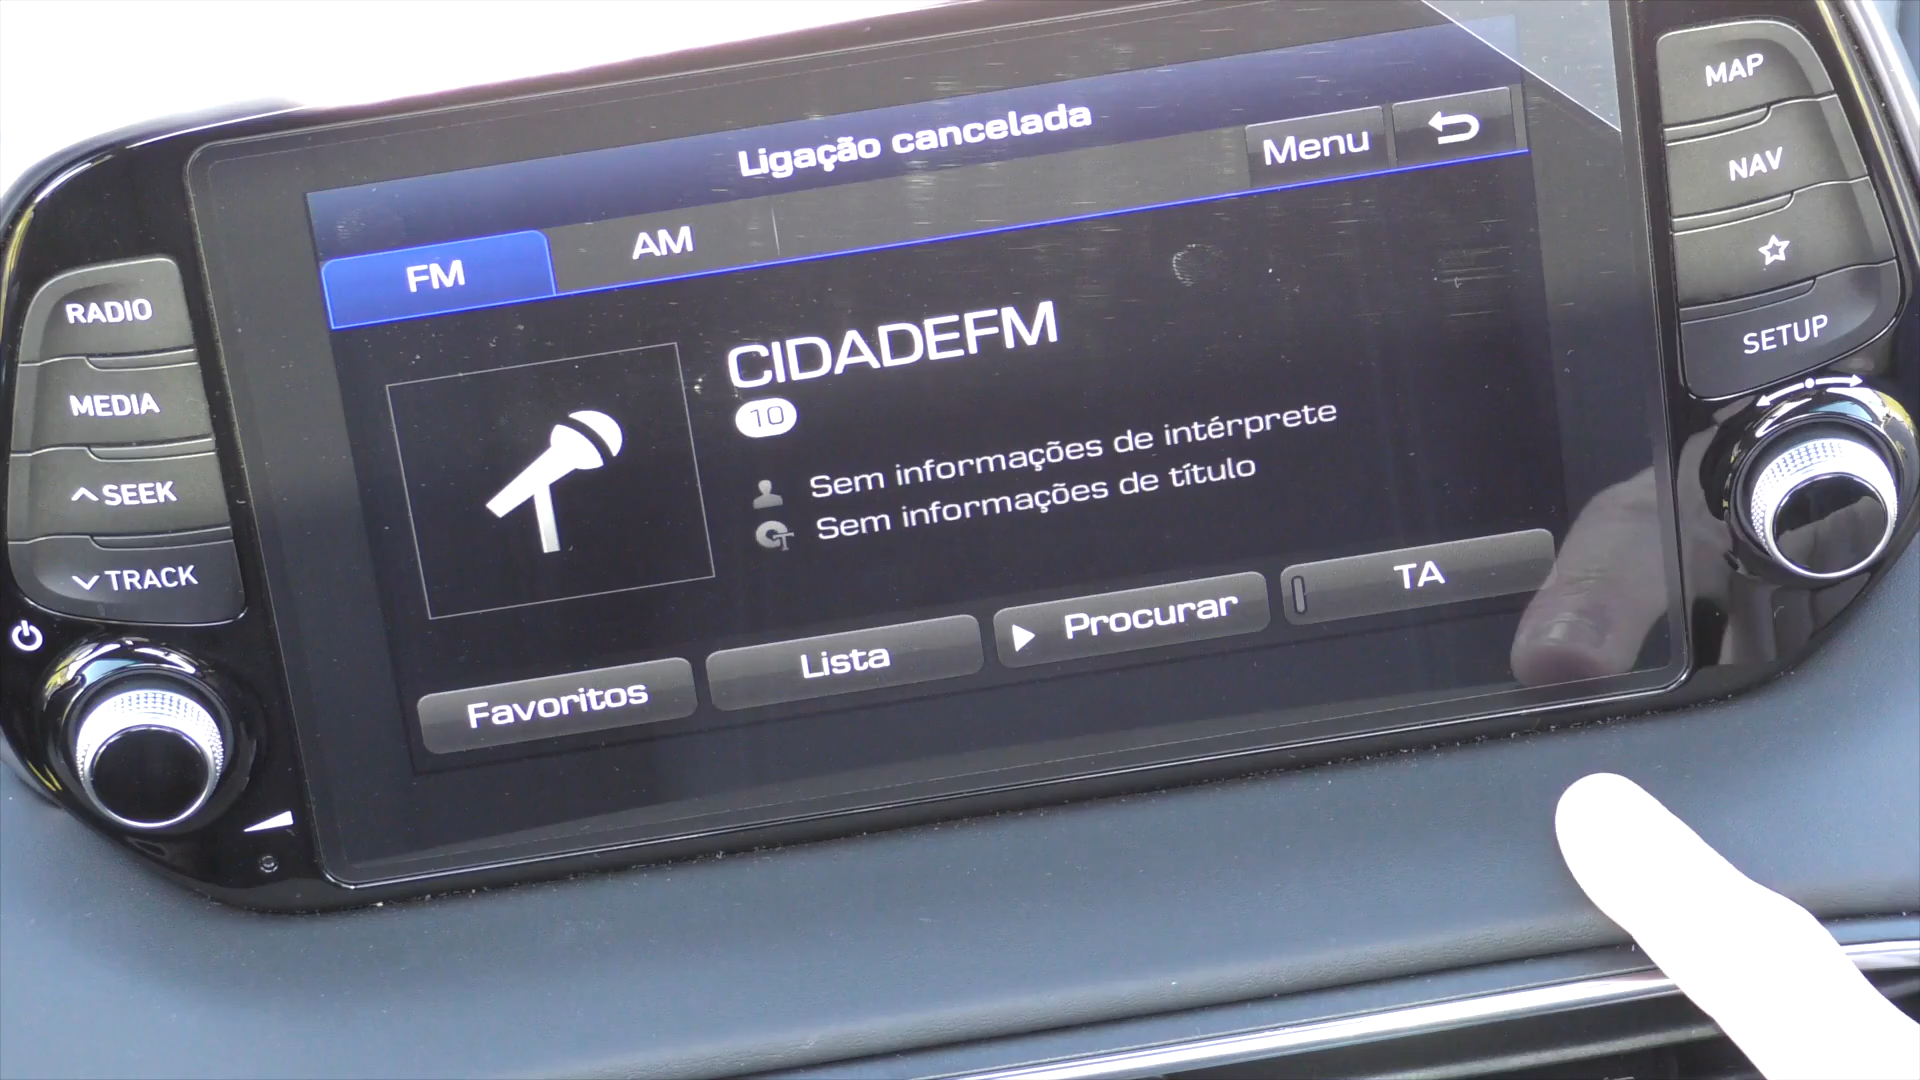 Ligação cancelada
Menu
FM
AM
CIDADEFM
10
Sem informações de intérprete
Sem informações de título
Favoritos
Lista
Procurar
TA
RADIO
MEDIA
SEEK
TRACK
MAP
NAV
SETUP